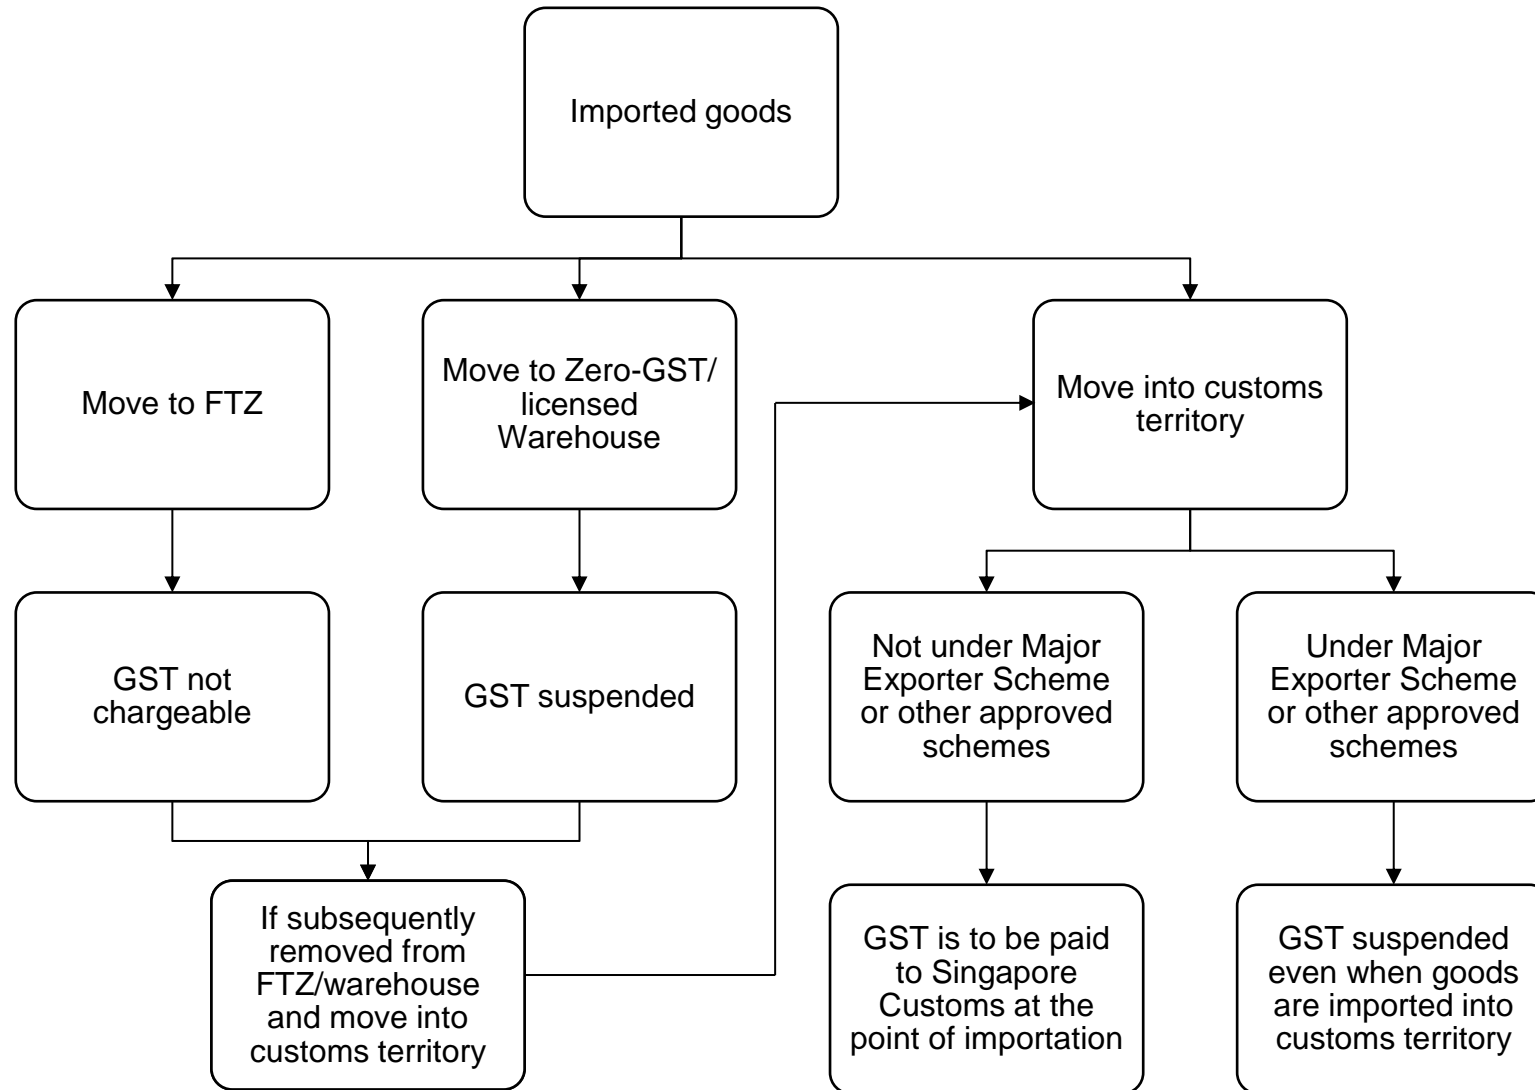 Imported goods
Move to FTZ
Move to Zero-GST/
licensed
Warehouse
Move into customs
territory
GST not
chargeable
GST suspended
Not under Major
Exporter Scheme
or other approved
schemes
Under Major
Exporter Scheme
or other approved
schemes
If subsequently
removed from
FTZ/warehouse
and move into
customs territory
GST is to be paid
to Singapore
Customs at the
point of importation
GST suspended
even when goods
are imported into
customs territory